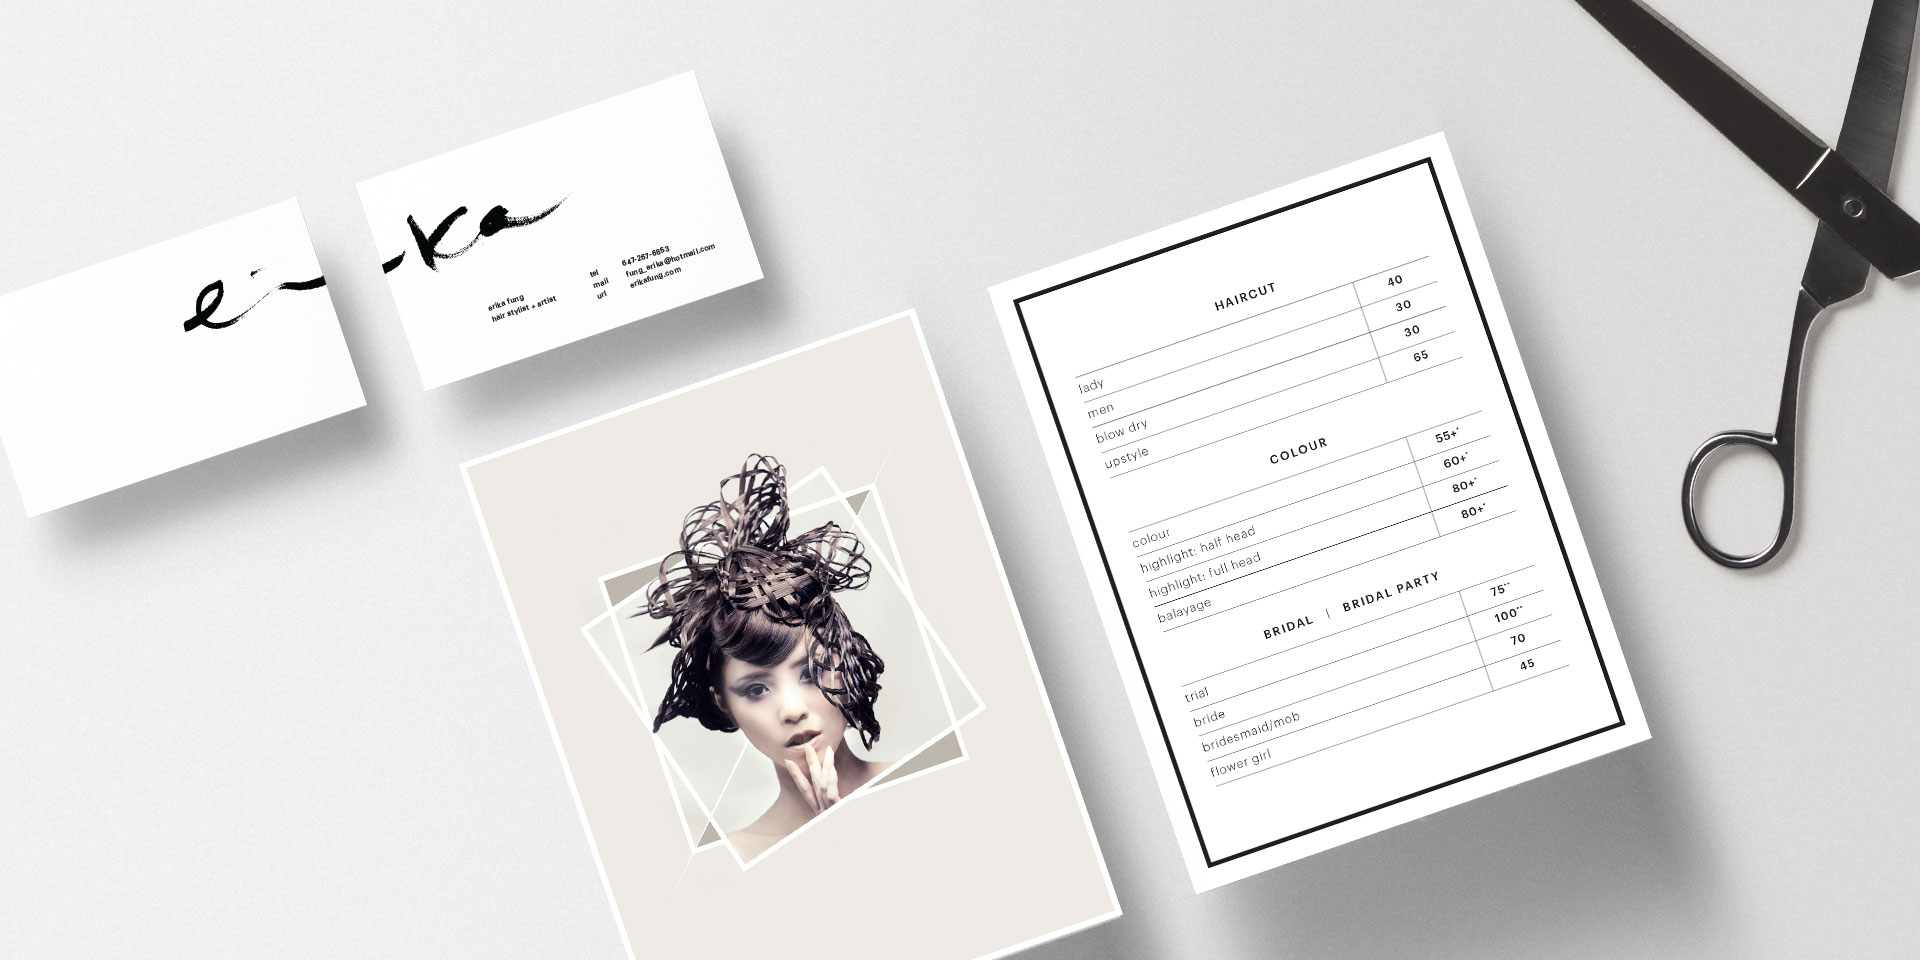 erika
erika fung
hair stylist + artist
tel 647-267-6653
mail fung_erika@hotmail.com
url erikafung.com
HAIRCUT
lady 40
men 30
blow dry 30
upstyle 65
COLOUR
colour 55+*
highlight: half head 60+*
highlight: full head 80+*
balayage 80+*
BRIDAL | BRIDAL PARTY
trial 75**
bride 100**
bridesmaid/mob 70
flower girl 45